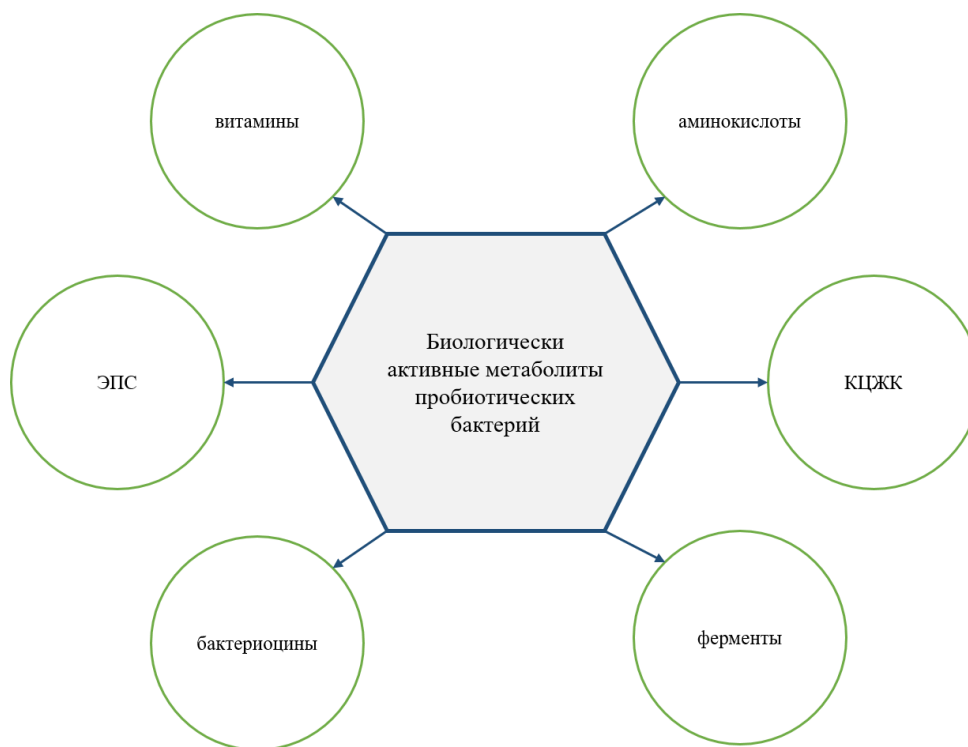 витамины
аминокислоты
Биологически
активные метаболиты
пробиотических
бактерий
ЭПС
КЦЖК
бактериоцины
ферменты